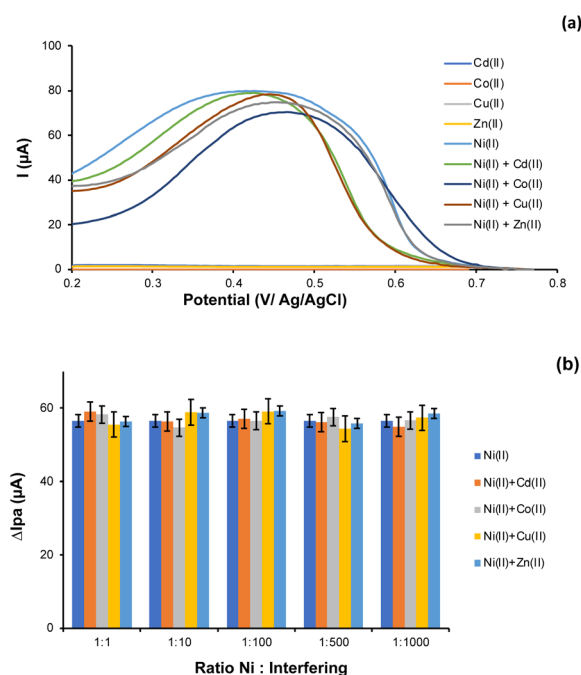 (a)
100
80
60
40
20
0
I (µA)
0.2 0.3 0.4 0.5 0.6 0.7 0.8
Potential (V/ Ag/AgCl)
Cd(II)
Co(II)
Cu(II)
Zn(II)
Ni(II)
Ni(II) + Cd(II)
Ni(II) + Co(II)
Ni(II) + Cu(II)
Ni(II) + Zn(II)
(b)
80
60
40
20
0
ΔIpa (µA)
1:1 1:10 1:100 1:500 1:1000
Ratio Ni : Interfering
Ni(II)
Ni(II)+Cd(II)
Ni(II)+Co(II)
Ni(II)+Cu(II)
Ni(II)+Zn(II)